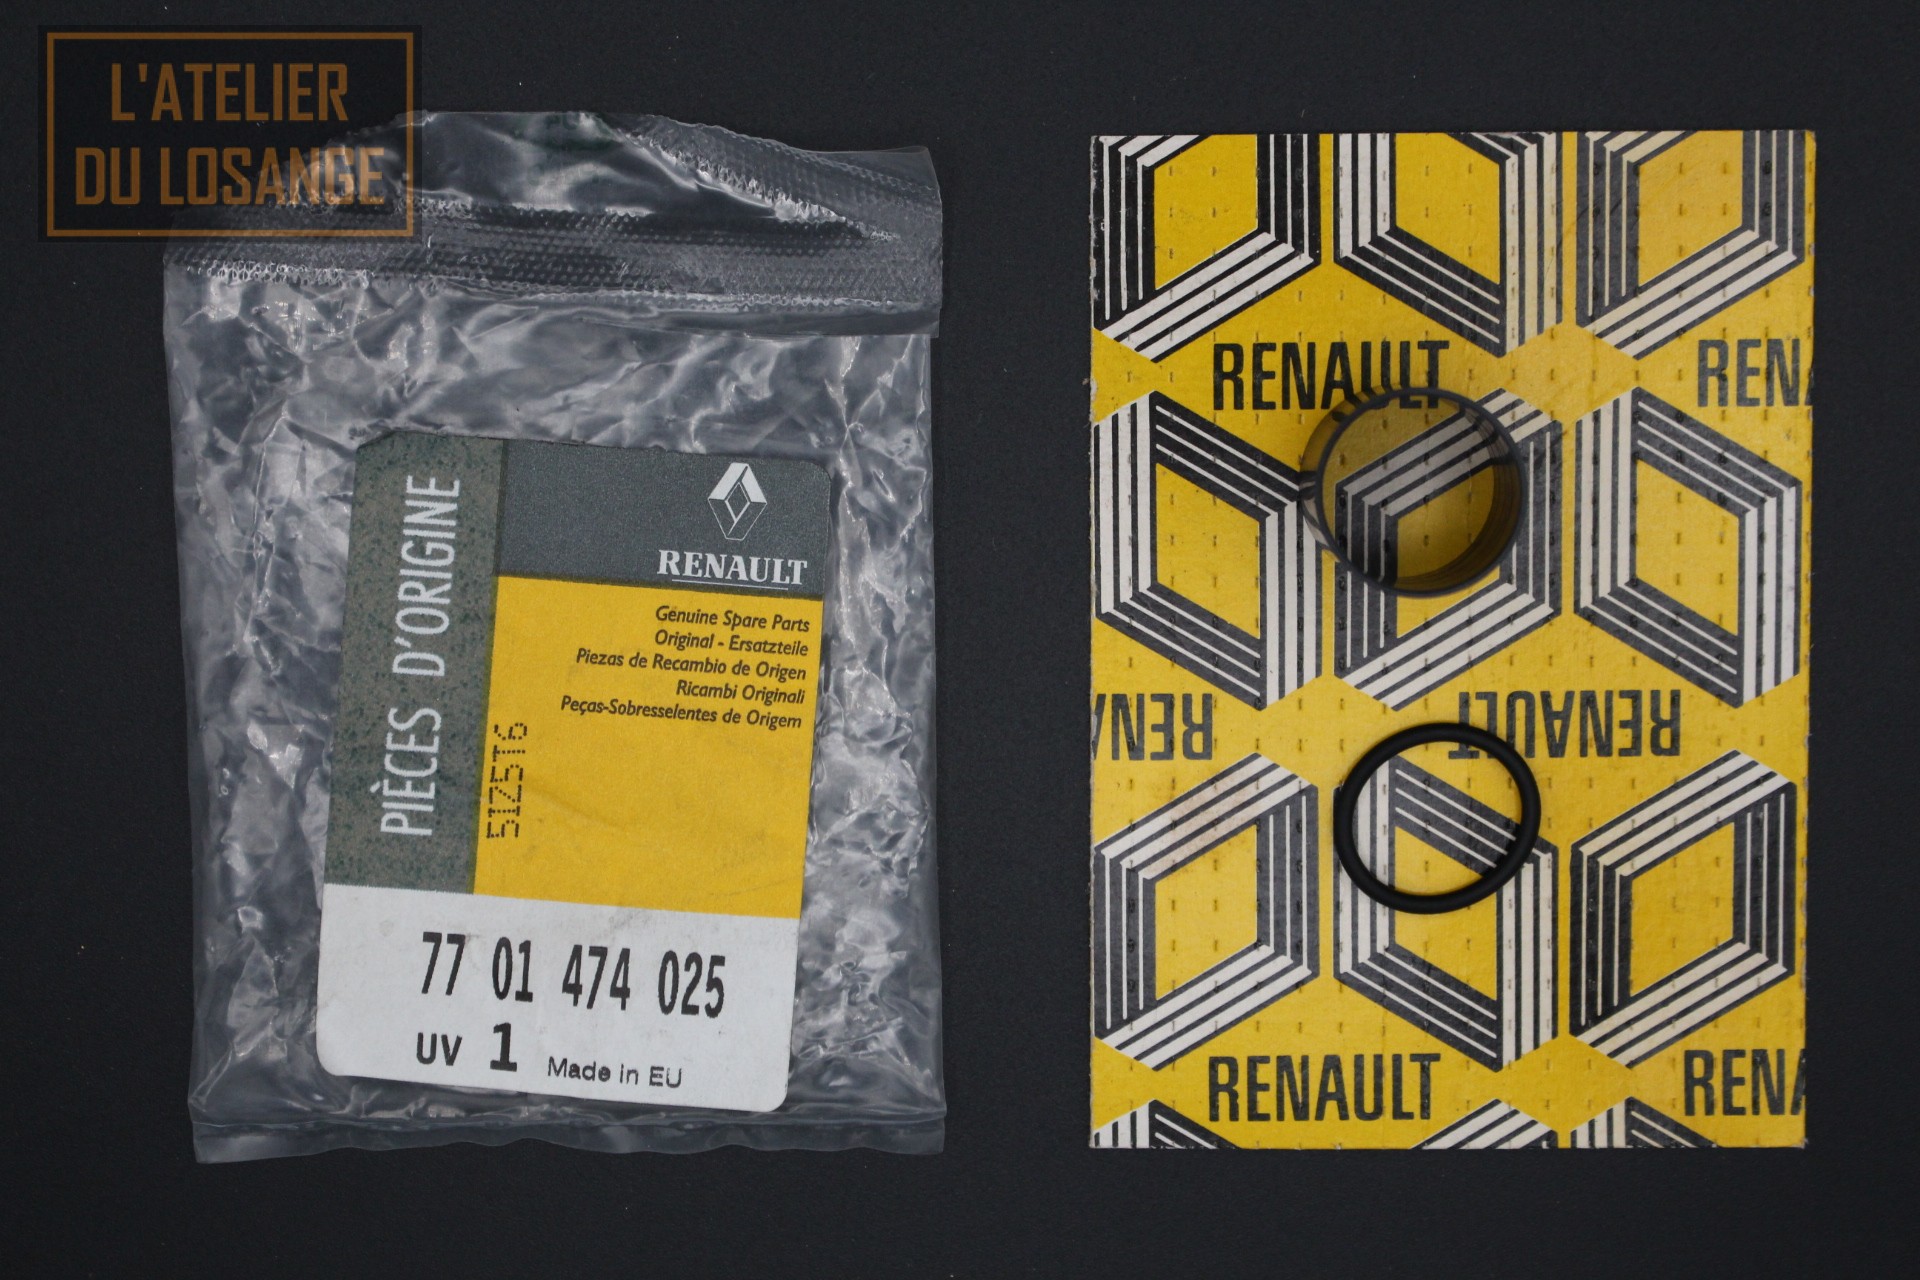 L'ATELIER
DU LOSANGE
PIÈCES D'ORIGINE
RENAULT
Genuine Spare Parts
Original - Ersatzteile
Piezas de Recambio de Origen
Ricambi Originali
Peças-Sobresselentes de Origem
51Z5T6
77 01 474 025
UV 1 Made in EU
RENAULT RENA
RENAULT RENA
RENAULT RENA